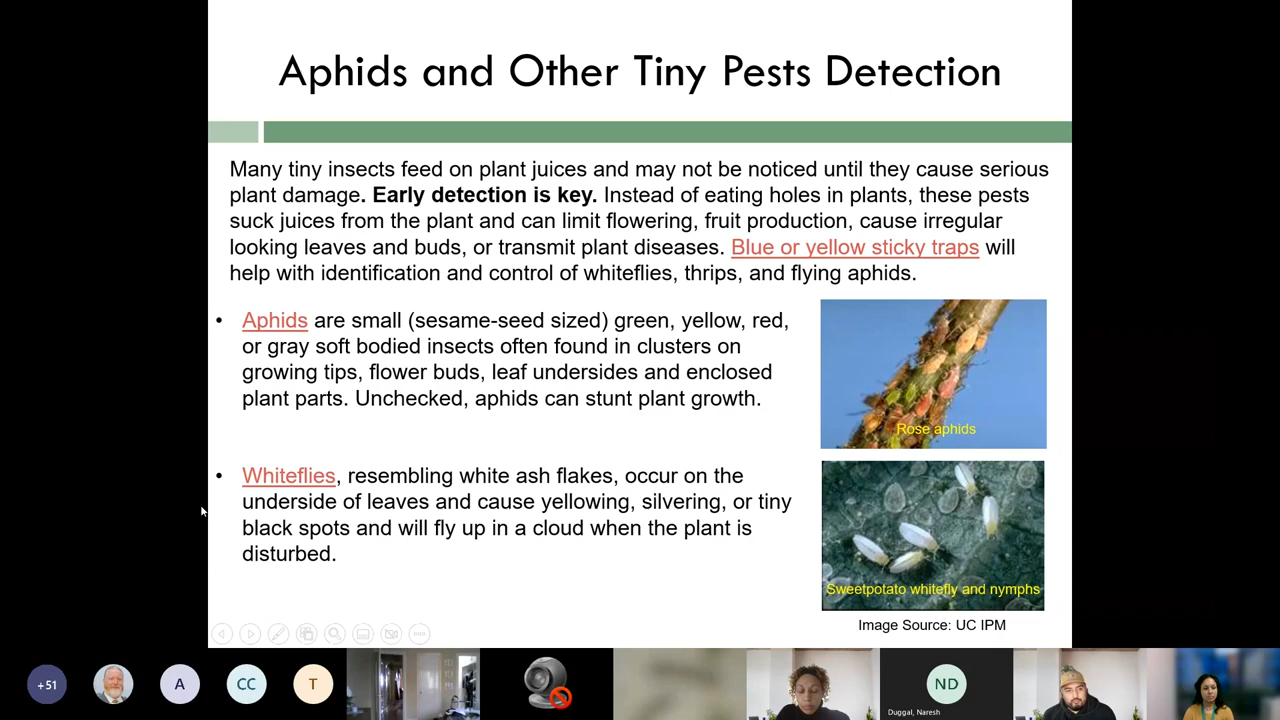 Aphids and Other Tiny Pests Detection
Many tiny insects feed on plant juices and may not be noticed until they cause serious
plant damage. Early detection is key. Instead of eating holes in plants, these pests
suck juices from the plant and can limit flowering, fruit production, cause irregular
looking leaves and buds, or transmit plant diseases. Blue or yellow sticky traps will
help with identification and control of whiteflies, thrips, and flying aphids.
• Aphids are small (sesame-seed sized) green, yellow, red,
or gray soft bodied insects often found in clusters on
growing tips, flower buds, leaf undersides and enclosed
plant parts. Unchecked, aphids can stunt plant growth.
Rose aphids
• Whiteflies, resembling white ash flakes, occur on the
underside of leaves and cause yellowing, silvering, or tiny
black spots and will fly up in a cloud when the plant is
disturbed.
Sweetpotato whitefly and nymphs
Image Source: UC IPM
+51
A
CC
T
ND
Duggal, Naresh